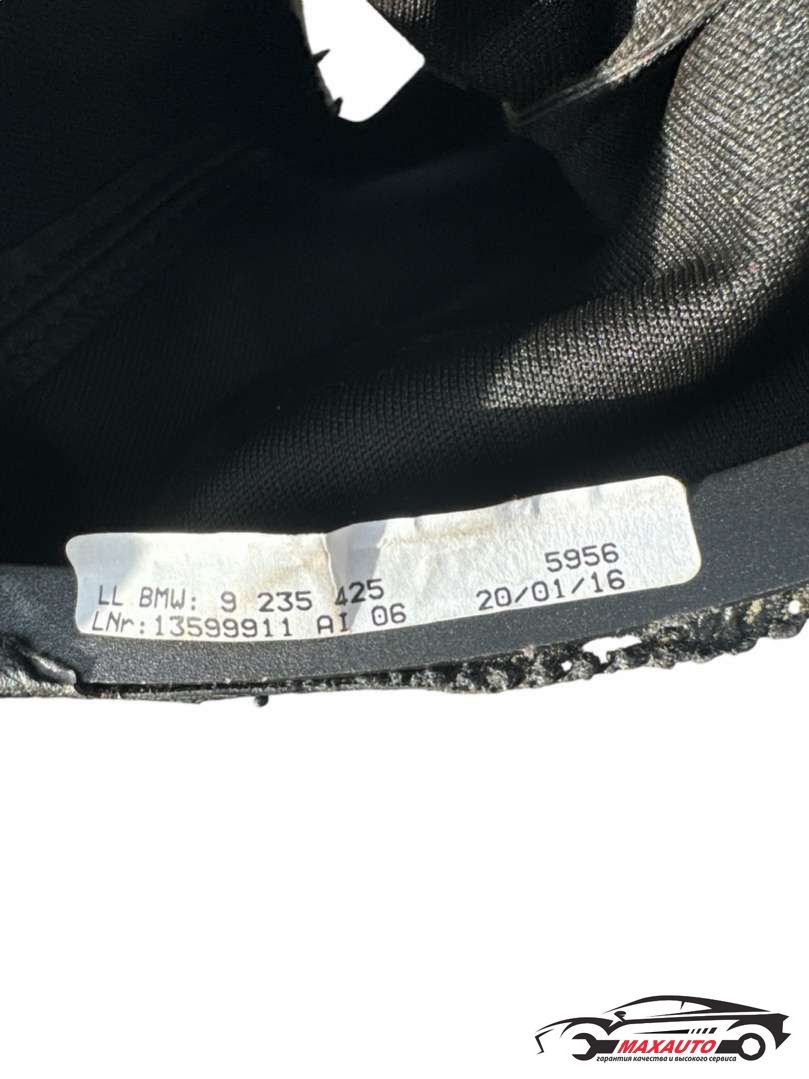 5956
LL BMW: 9 235 425 20/01/16
LNr:13599911 AI 06
MAXAUTO
гарантия качества и высокого сервиса